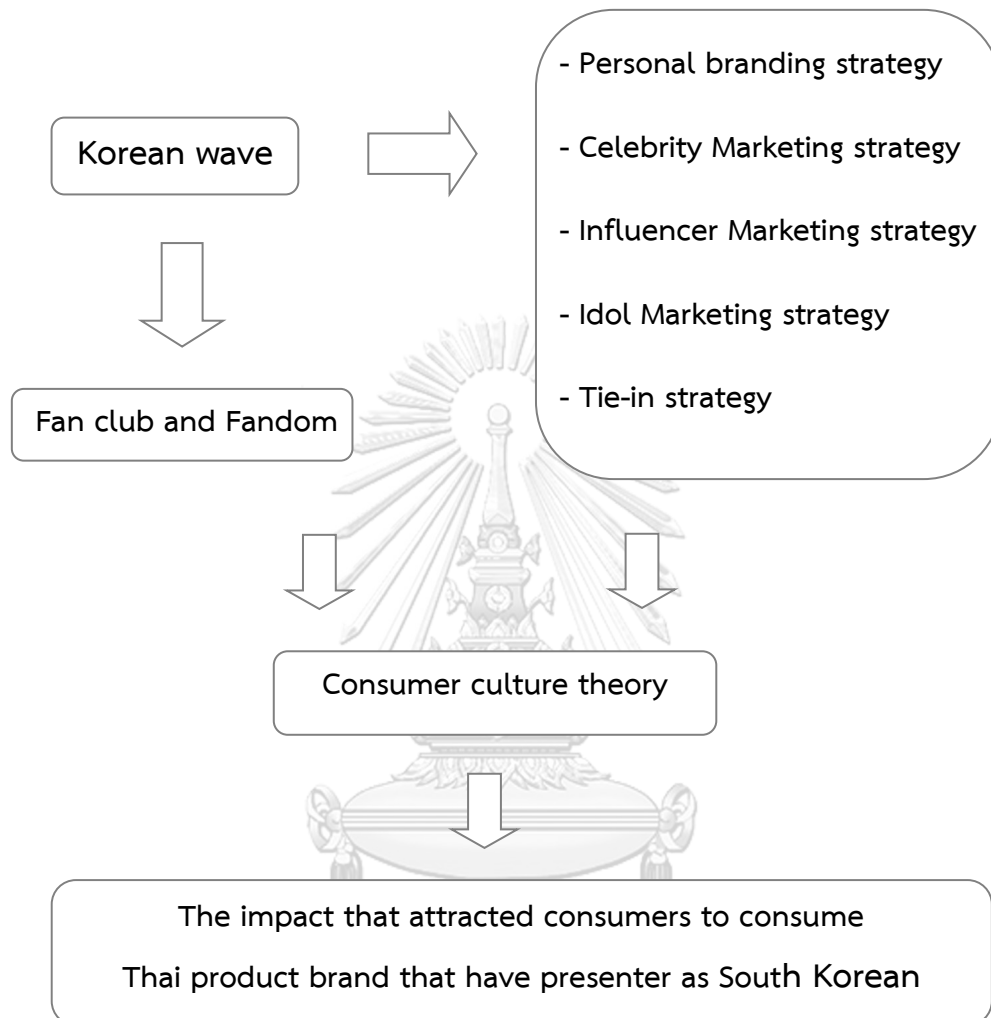 Korean wave
- Personal branding strategy
- Celebrity Marketing strategy
- Influencer Marketing strategy
- Idol Marketing strategy
- Tie-in strategy
Fan club and Fandom
Consumer culture theory
The impact that attracted consumers to consume
Thai product brand that have presenter as South Korean